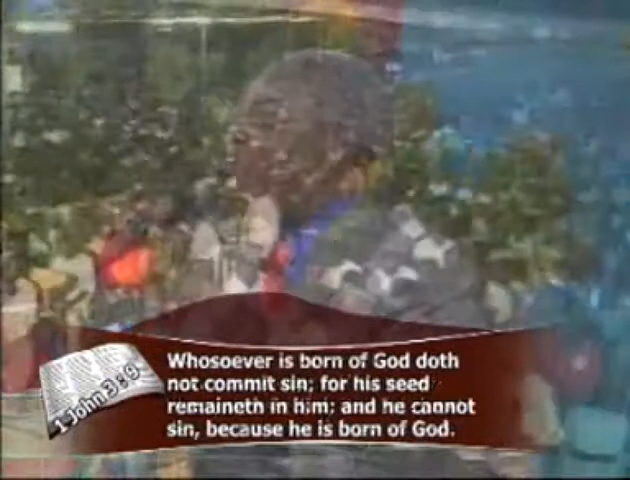 1 John 3 : 9
Whosoever is born of God doth
not commit sin; for his seed
remaineth in him; and he cannot
sin, because he is born of God.